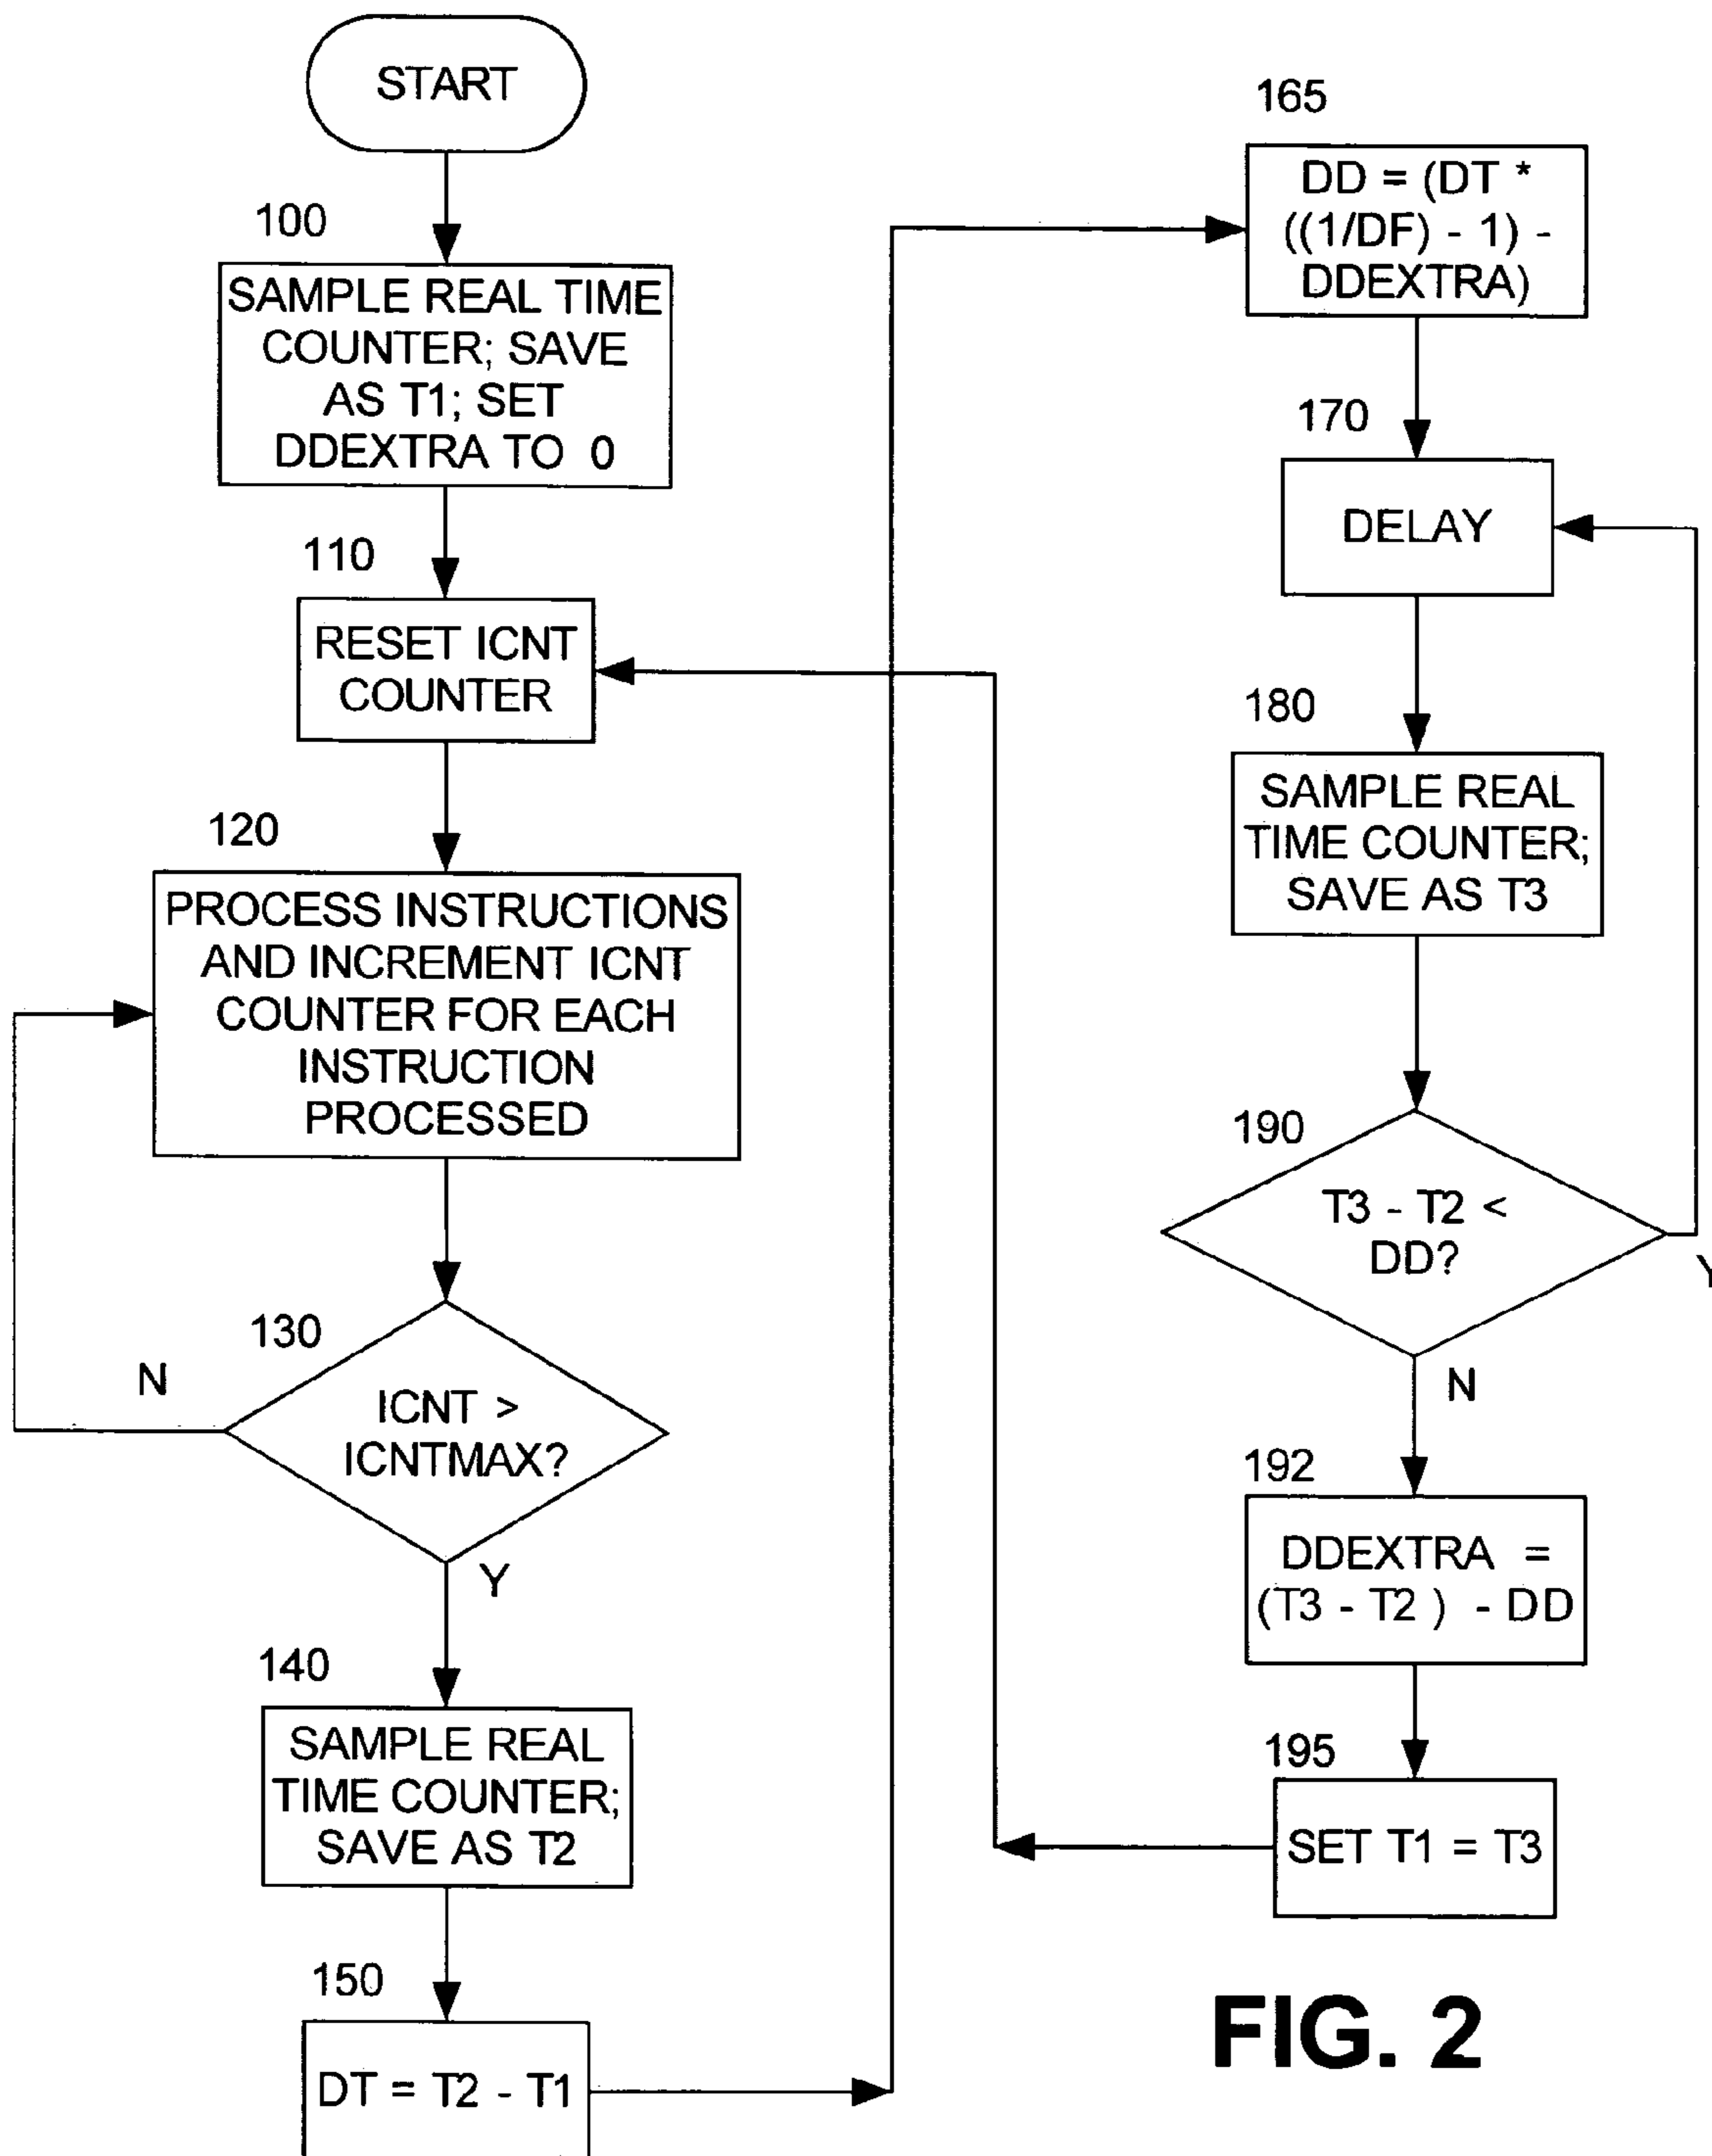 START
100
SAMPLE REAL TIME
COUNTER; SAVE
AS T1; SET
DDEXTRA TO 0
110
RESET ICNT
COUNTER
120
PROCESS INSTRUCTIONS
AND INCREMENT ICNT
COUNTER FOR EACH
INSTRUCTION
PROCESSED
130
N
ICNT >
ICNTMAX?
Y
140
SAMPLE REAL
TIME COUNTER;
SAVE AS T2
150
DT = T2 - T1
165
DD = (DT *
((1/DF) - 1) -
DDEXTRA)
170
DELAY
180
SAMPLE REAL
TIME COUNTER;
SAVE AS T3
190
T3 - T2 <
DD?
Y
N
192
DDEXTRA =
(T3 - T2 ) - DD
195
SET T1 = T3
FIG. 2